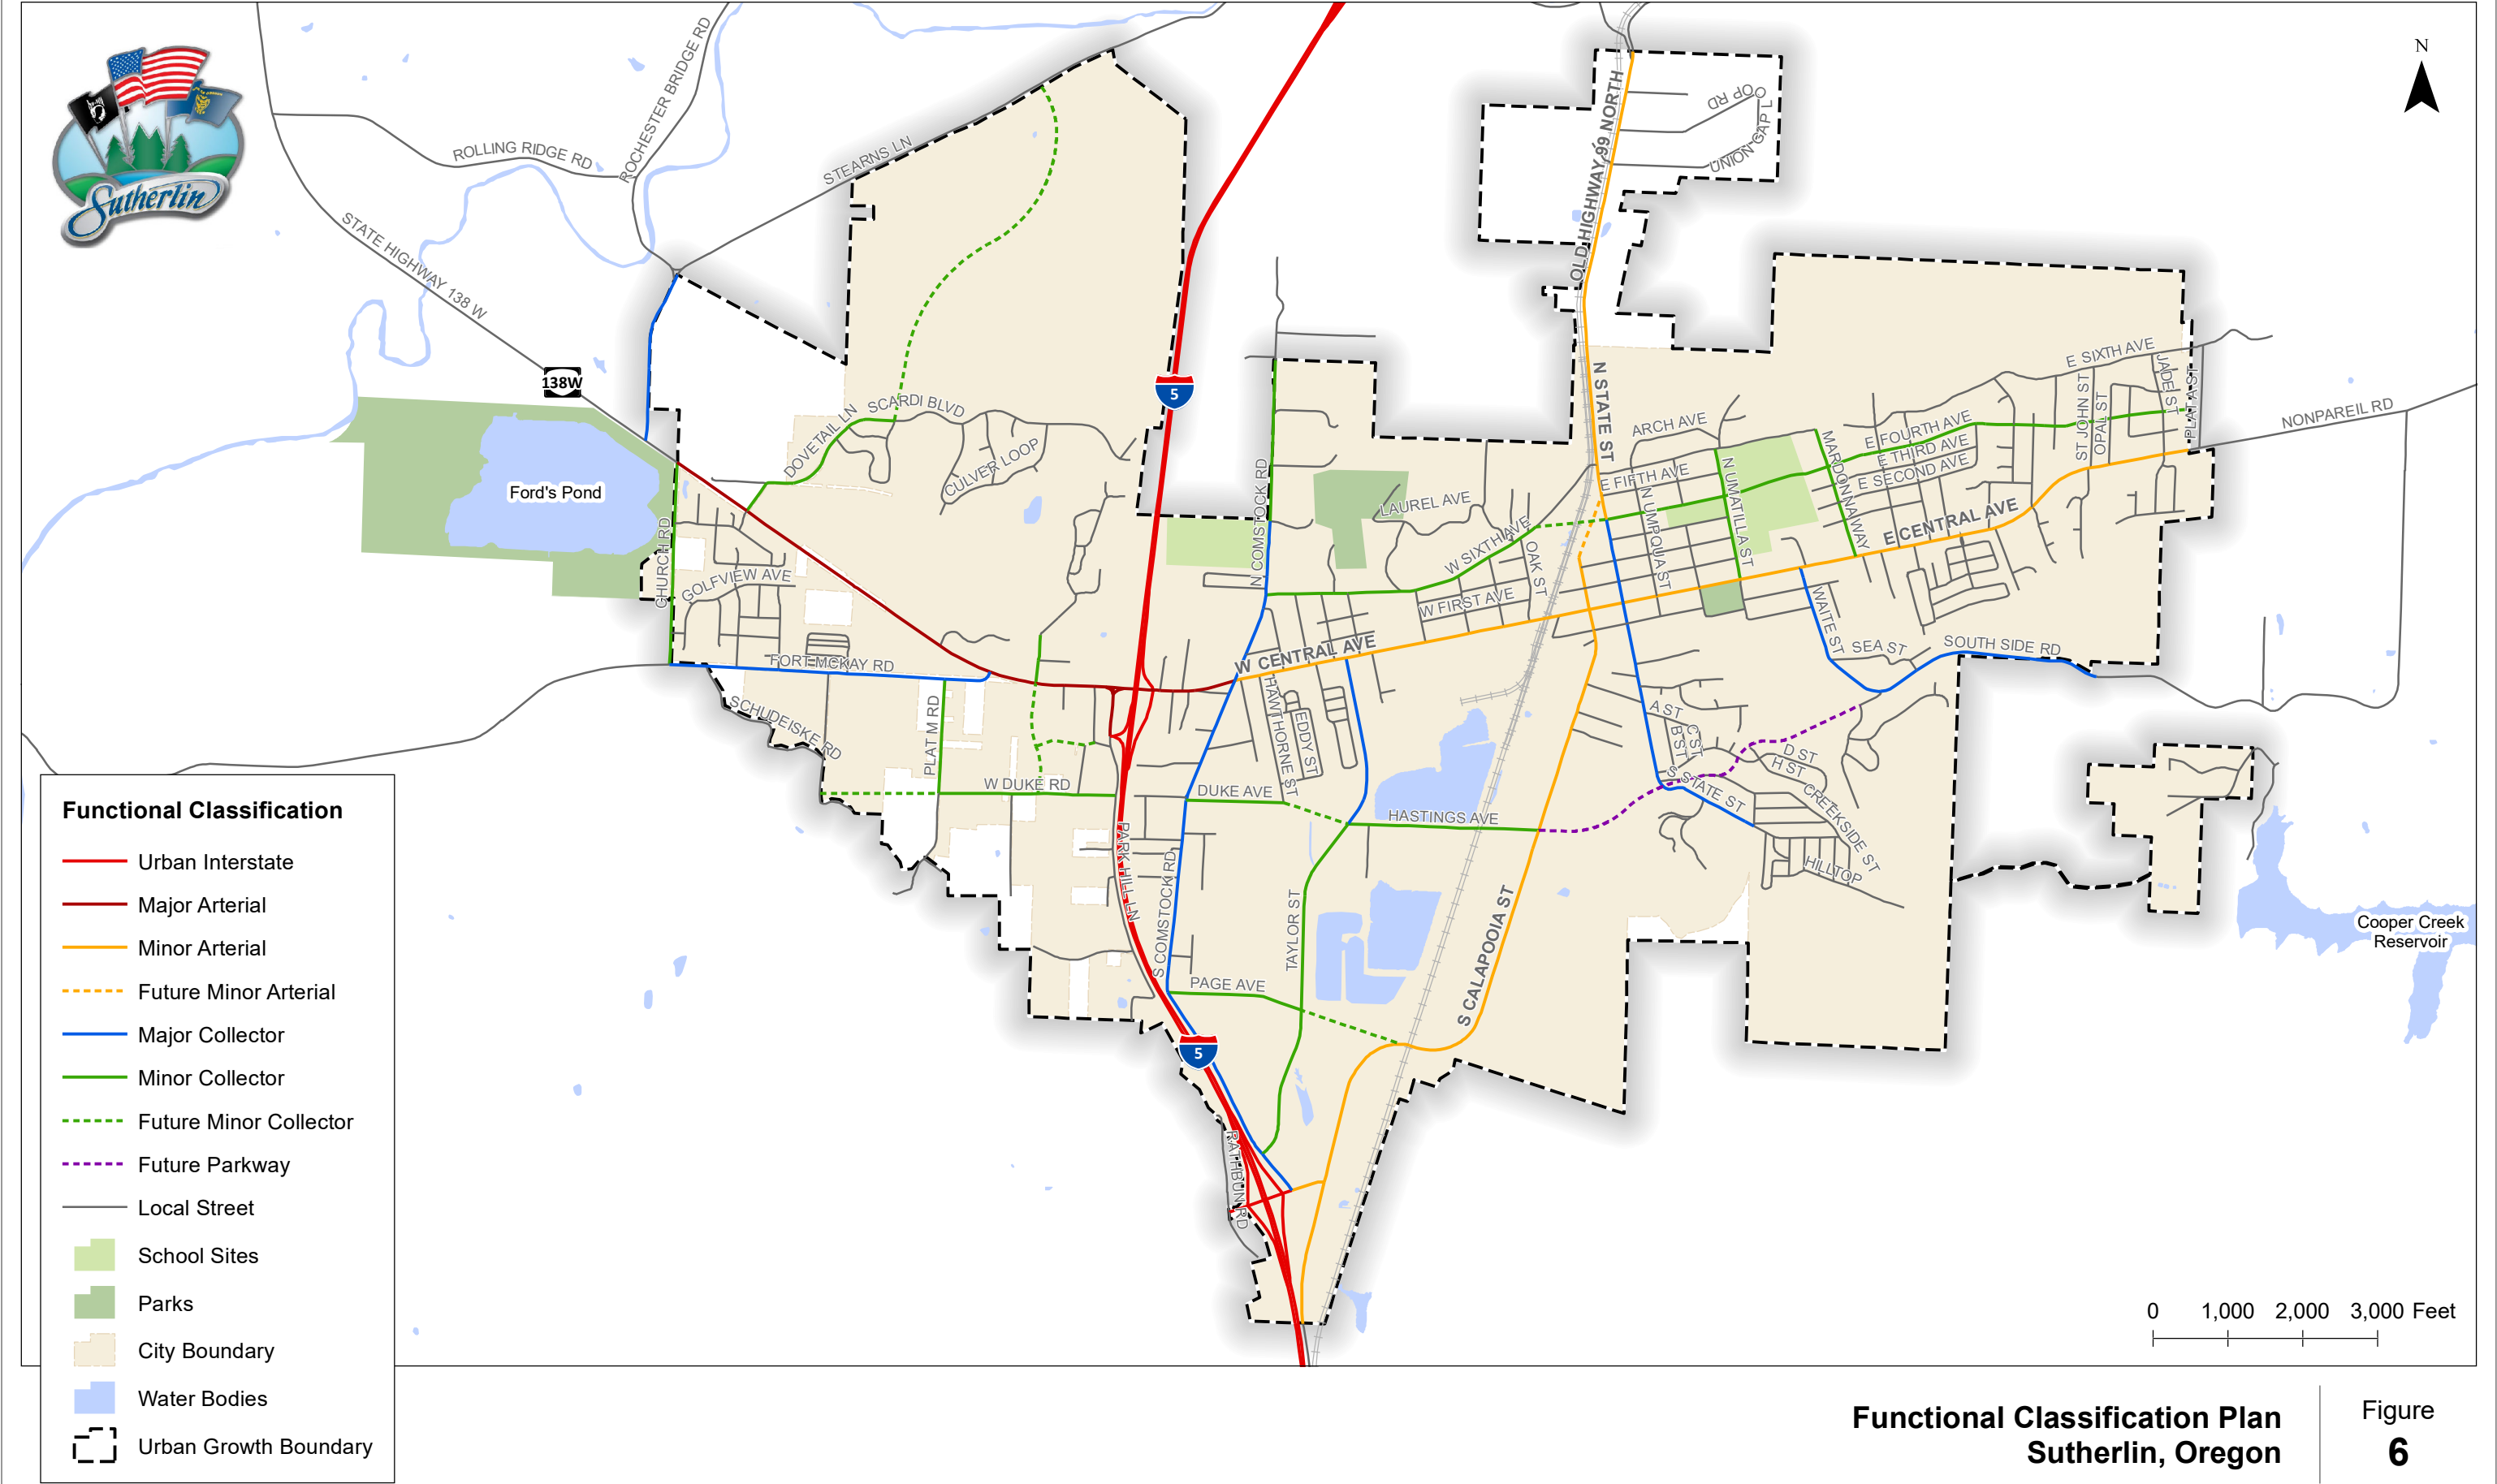 N
ROCHESTER BRIDGE RD
ROLLING RIDGE RD
STEARNS LN
STATE HIGHWAY 138 W
138W
Sutherlin
OLD HIGHWAY 99 NORTH
CO OP RD
UNION GAP L
5
N STATE ST
E SIXTH AVE
JADE ST
PLAT A ST
ST JOHN ST
OPAL ST
NONPAREIL RD
ARCH AVE
E FOURTH AVE
E THIRD AVE
E SECOND AVE
E FIFTH AVE
MARDONNA WAY
N UMATILLA ST
N UMPQUA ST
E CENTRAL AVE
SCARDI BLVD
DOVETAIL LN
CULVER LOOP
Ford's Pond
CHURCH RD
GOLFVIEW AVE
N COMSTOCK RD
LAUREL AVE
W SIXTH AVE
OAK ST
W FIRST AVE
W CENTRAL AVE
WAITE ST
SEA ST
SOUTH SIDE RD
FORT MCKAY RD
SCHUDEISKE RD
PLAT M RD
W DUKE RD
HAWTHORNE ST
EDDY ST
DUKE AVE
HASTINGS AVE
A ST
B ST
C ST
D ST
H ST
S STATE ST
CREEKSIDE ST
HILLTOP
PARK HILL LN
S COMSTOCK RD
TAYLOR ST
PAGE AVE
S CALAPOOIA ST
5
RATHBUN RD
Cooper Creek
Reservoir
Functional Classification
Urban Interstate
Major Arterial
Minor Arterial
Future Minor Arterial
Major Collector
Minor Collector
Future Minor Collector
Future Parkway
Local Street
School Sites
Parks
City Boundary
Water Bodies
Urban Growth Boundary
0 1,000 2,000 3,000 Feet
Functional Classification Plan
Sutherlin, Oregon
Figure
6